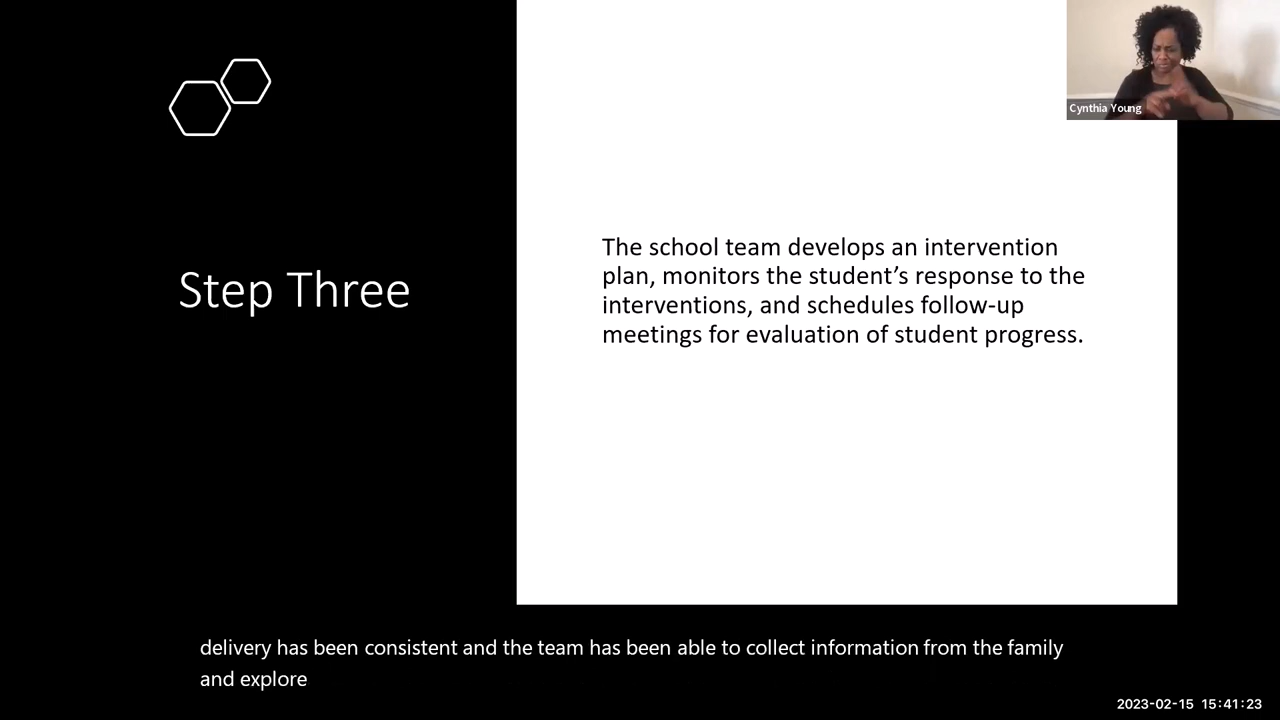 Cynthia Young
Step Three
The school team develops an intervention
plan, monitors the student’s response to the
interventions, and schedules follow-up
meetings for evaluation of student progress.
delivery has been consistent and the team has been able to collect information from the family
and explore
2023-02-15 15:41:23